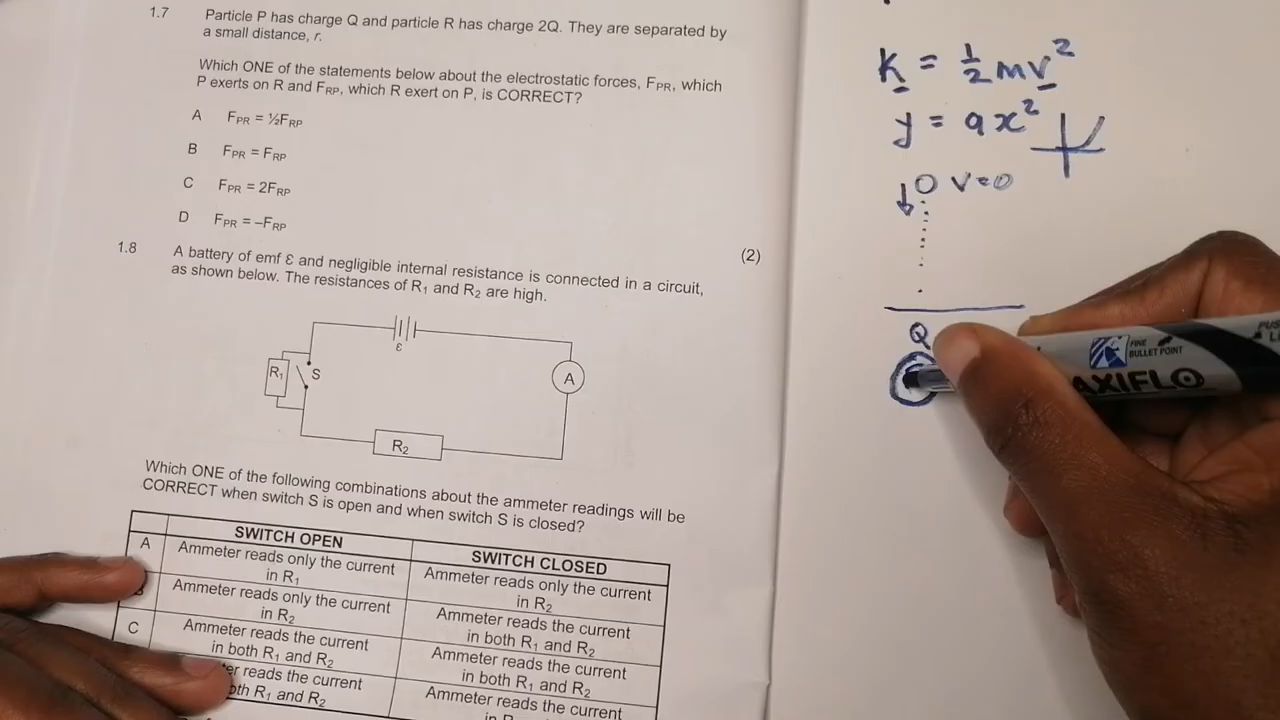 1.7 Particle P has charge Q and particle R has charge 2Q. They are separated by
a small distance, r.
Which ONE of the statements below about the electrostatic forces, FPR, which
P exerts on R and FRP, which R exert on P, is CORRECT?
A FPR = ½FRP
B FPR = FRP
C FPR = 2FRP
D FPR = –FRP
(2)
1.8 A battery of emf Ɛ and negligible internal resistance is connected in a circuit,
as shown below. The resistances of R1 and R2 are high.
ε
R1
S
A
R2
Which ONE of the following combinations about the ammeter readings will be
CORRECT when switch S is open and when switch S is closed?
SWITCH OPEN
SWITCH CLOSED
A
Ammeter reads only the current
in R1
Ammeter reads only the current
in R2
Ammeter reads only the current
in R2
Ammeter reads the current
in both R1 and R2
C
Ammeter reads the current
in both R1 and R2
Ammeter reads the current
in both R1 and R2
reads the current
R1 and R2
Ammeter reads the current
in
K = ½mv²
y = ax²
v=0
Q
FINE
BULLET POINT
AXIFLO